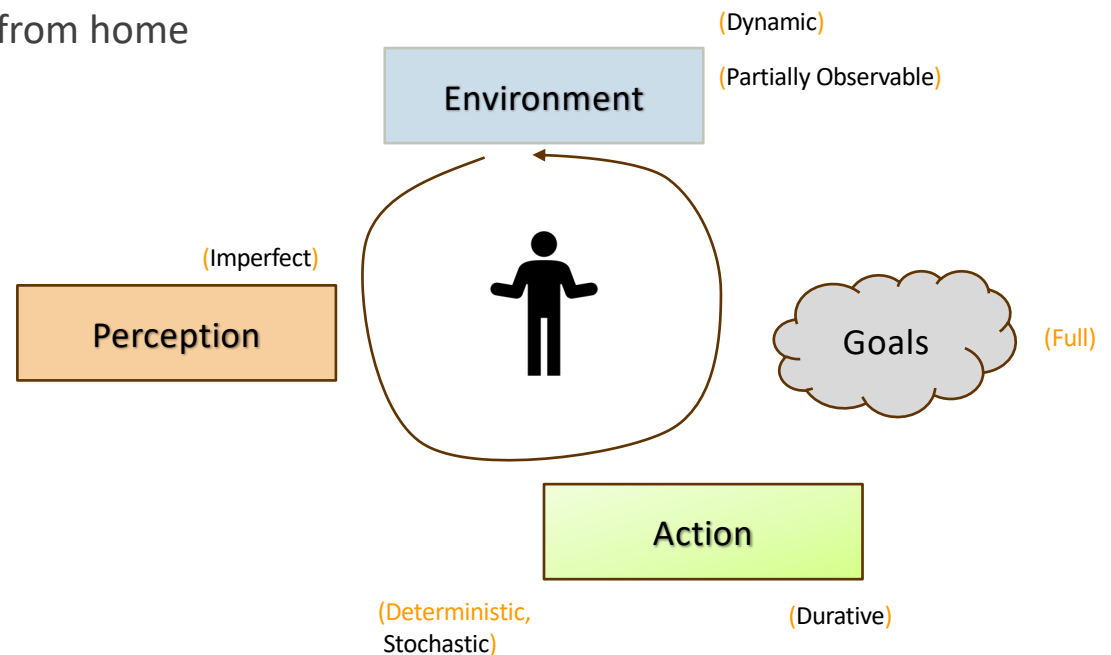 from home
(Dynamic)
Environment
(Partially Observable)
(Imperfect)
Perception
Goals
(Full)
Action
(Deterministic,
Stochastic)
(Durative)